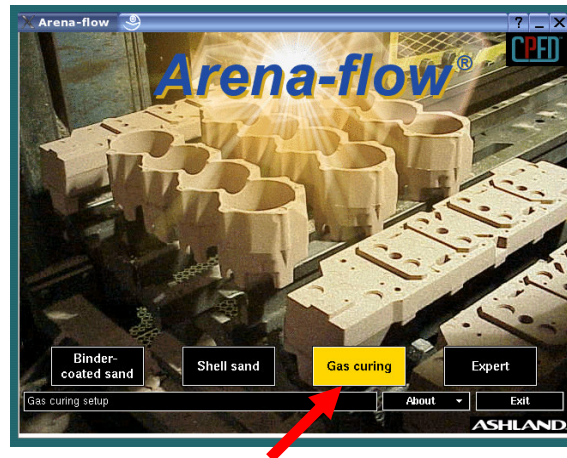 Arena-flow
? _ X
CPFD
Arena-flow®
Binder-
coated sand
Shell sand
Gas curing
Expert
Gas curing setup
About
Exit
ASHLAND